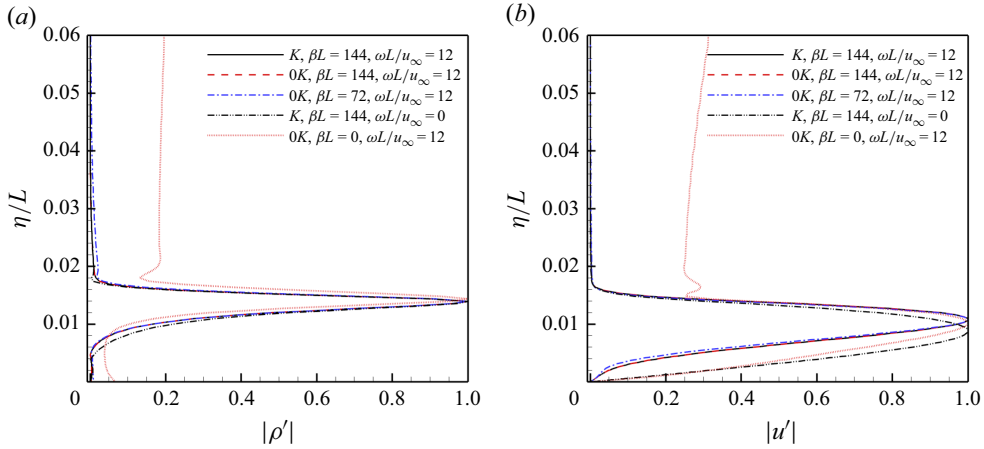 (a)
0.06
0.05
0.04
0.03
0.02
0.01
0
0.2
0.4
0.6
0.8
1.0
η/L
|ρ′|
K, βL = 144, ωL/u∞ = 12
0K, βL = 144, ωL/u∞ = 12
0K, βL = 72, ωL/u∞ = 12
K, βL = 144, ωL/u∞ = 0
0K, βL = 0, ωL/u∞ = 12
(b)
0.06
0.05
0.04
0.03
0.02
0.01
0
0.2
0.4
0.6
0.8
1.0
η/L
|u′|
K, βL = 144, ωL/u∞ = 12
0K, βL = 144, ωL/u∞ = 12
0K, βL = 72, ωL/u∞ = 12
K, βL = 144, ωL/u∞ = 0
0K, βL = 0, ωL/u∞ = 12